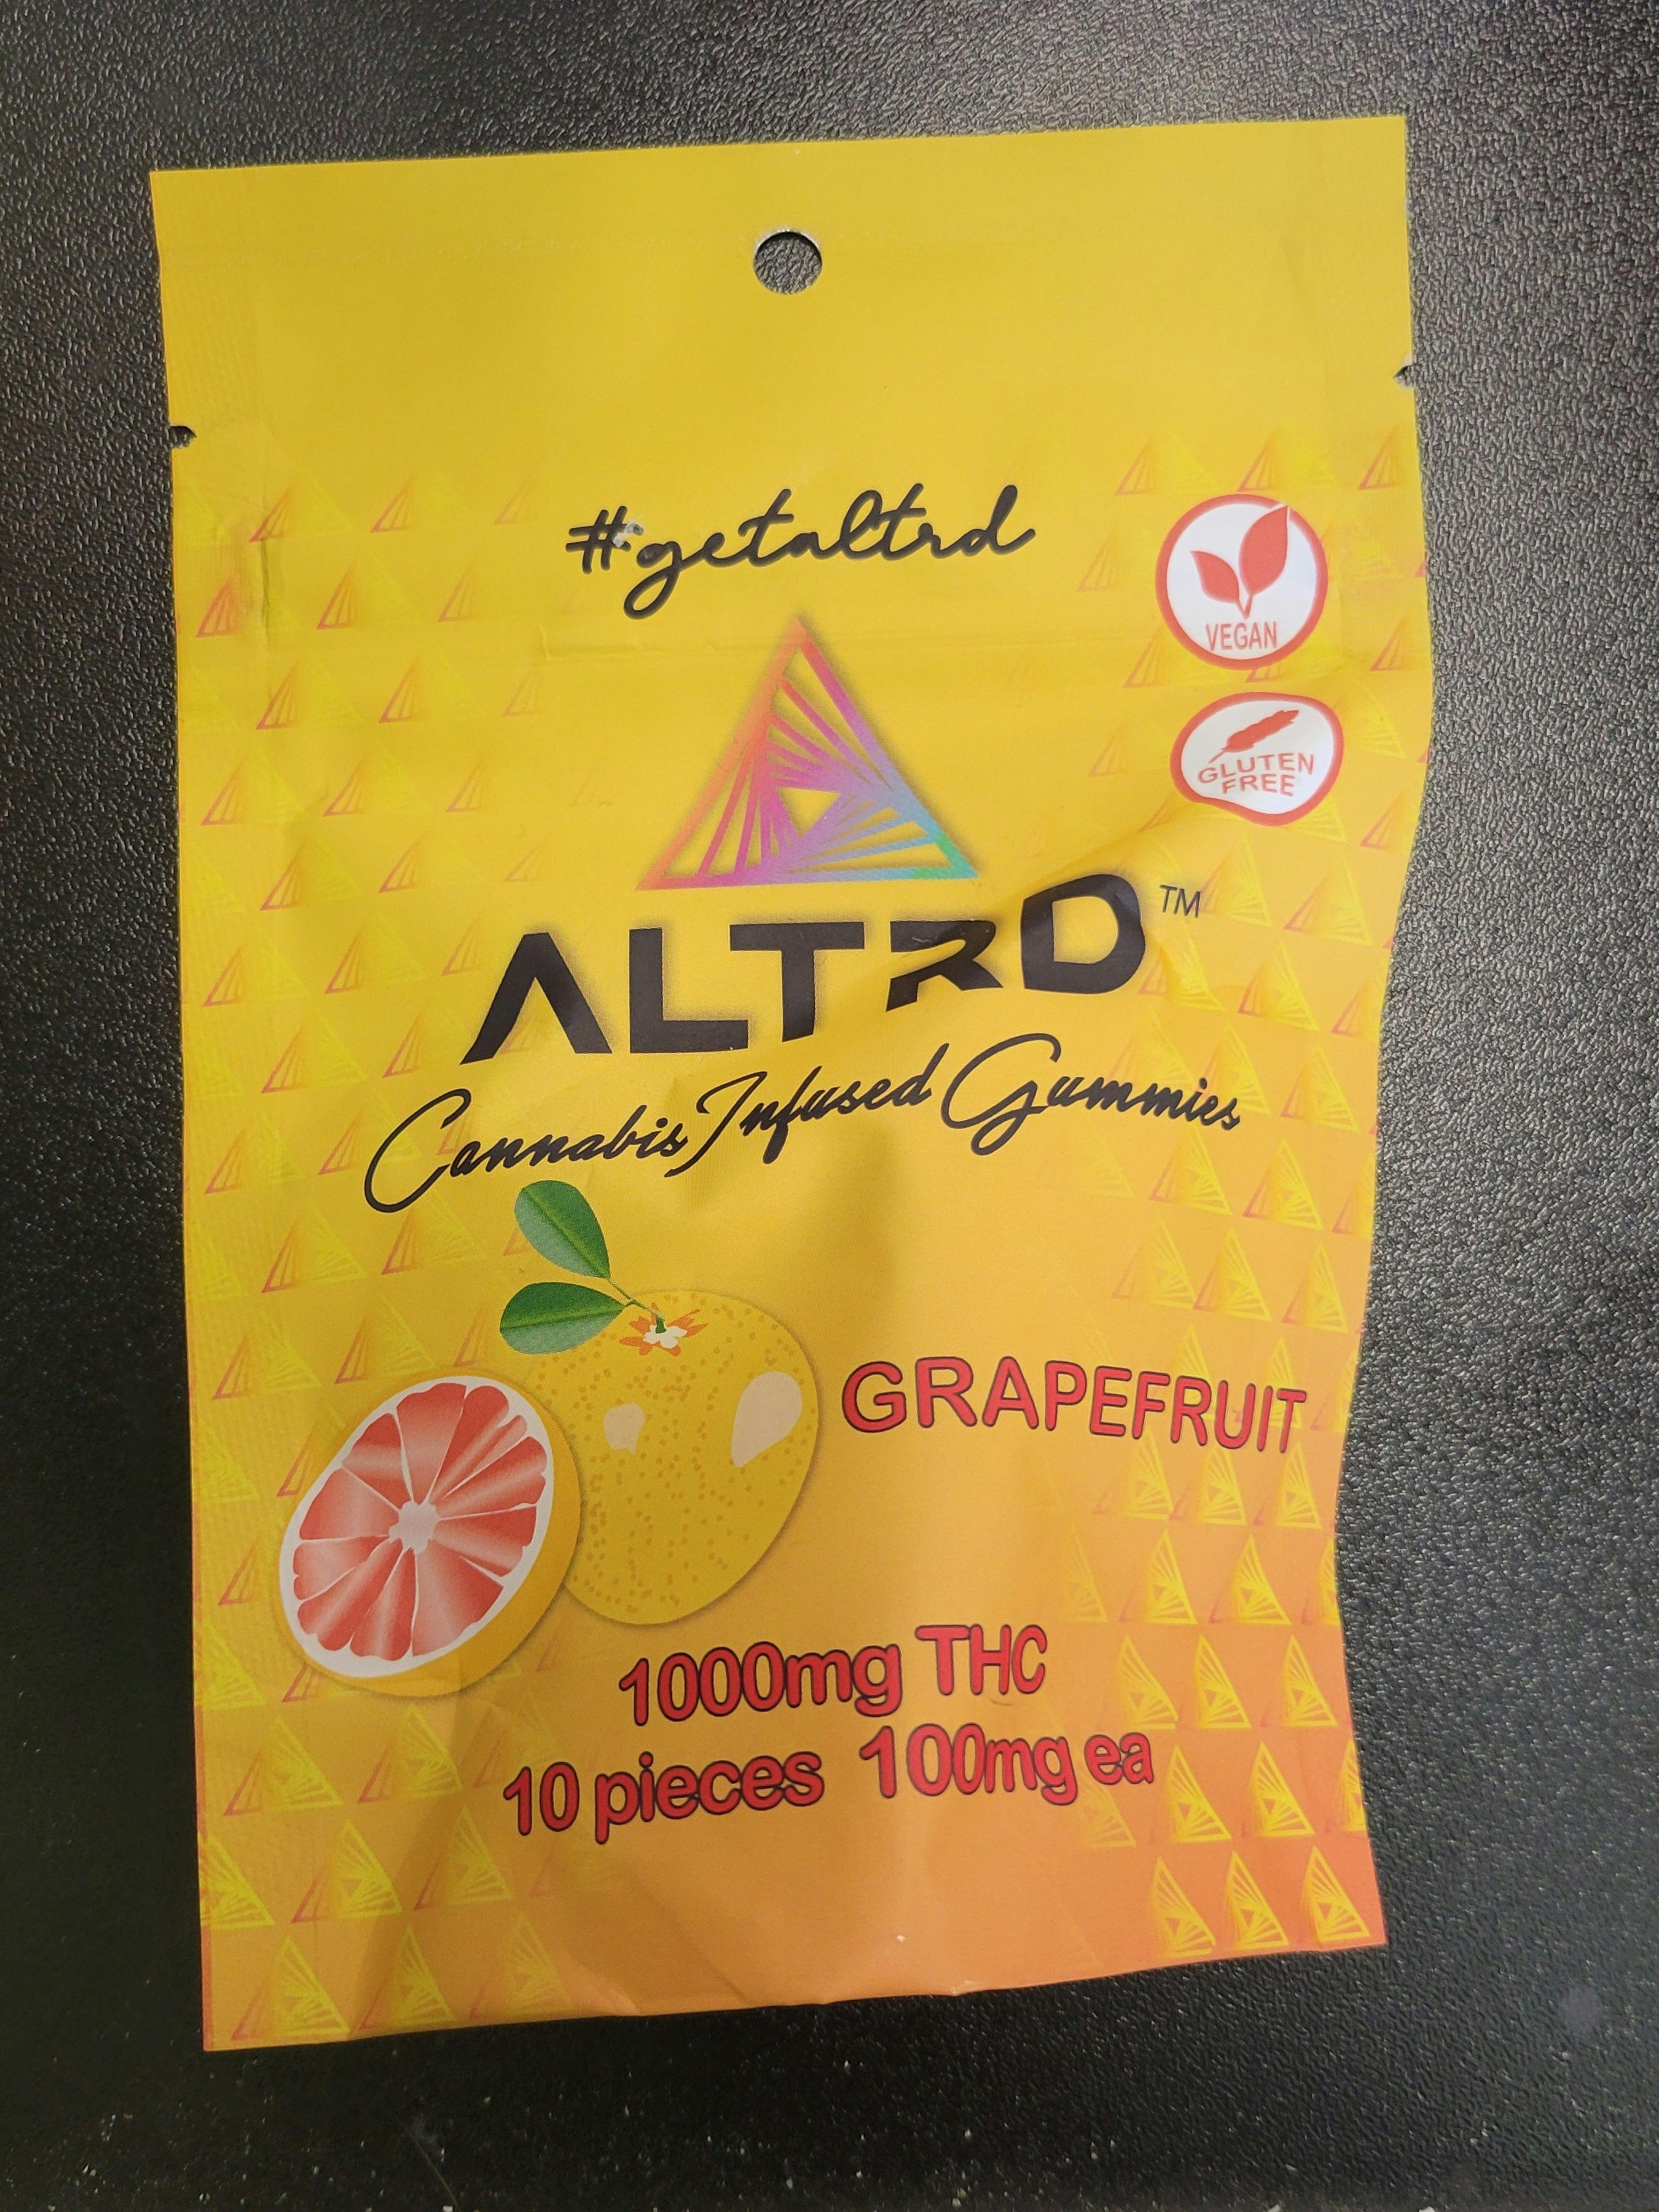 #getaltrd
VEGAN
GLUTEN
FREE
ALTRD™
Cannabis Infused Gummies
GRAPEFRUIT
1000mg THC
10 pieces 100mg ea